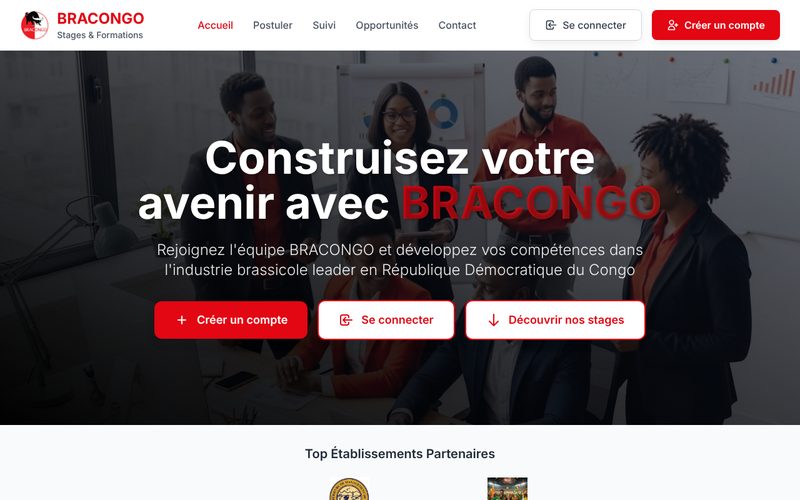 BRACONGO
Stages & Formations
Accueil
Postuler
Suivi
Opportunités
Contact
Se connecter
Créer un compte
BRACONGO
Construisez votre
avenir avec BRACONGO
Rejoignez l'équipe BRACONGO et développez vos compétences dans
l'industrie brassicole leader en République Démocratique du Congo
Créer un compte
Se connecter
Découvrir nos stages
Top Établissements Partenaires